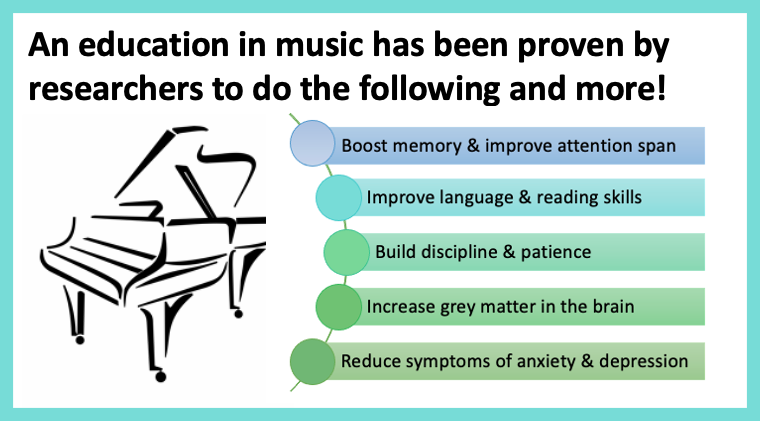 An education in music has been proven by
researchers to do the following and more!
Boost memory & improve attention span
Improve language & reading skills
Build discipline & patience
Increase grey matter in the brain
Reduce symptoms of anxiety & depression